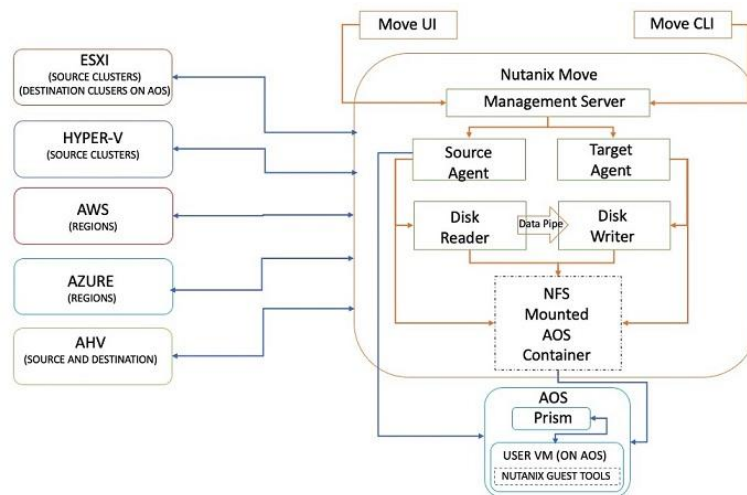 Move UI
Move CLI
ESXI
(SOURCE CLUSTERS)
(DESTINATION CLUSERS ON AOS)
HYPER-V
(SOURCE CLUSTERS)
AWS
(REGIONS)
AZURE
(REGIONS)
AHV
(SOURCE AND DESTINATION)
Nutanix Move
Management Server
Source
Agent
Target
Agent
Disk
Reader
Data Pipe
Disk
Writer
NFS
Mounted
AOS
Container
AOS
Prism
USER VM (ON AOS)
NUTANIX GUEST TOOLS